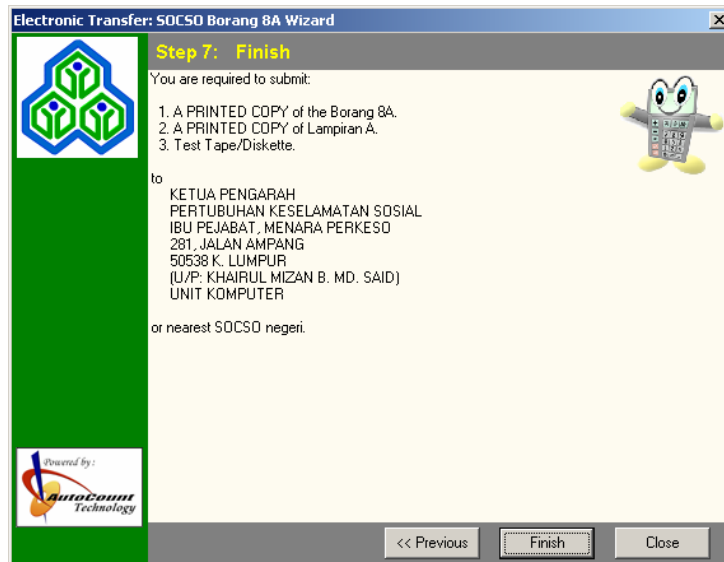 Electronic Transfer: SOCSO Borang 8A Wizard
Step 7: Finish
You are required to submit:
1. A PRINTED COPY of the Borang 8A.
2. A PRINTED COPY of Lampiran A.
3. Test Tape/Diskette.
to
KETUA PENGARAH
PERTUBUHAN KESELAMATAN SOSIAL
IBU PEJABAT, MENARA PERKESO
281, JALAN AMPANG
50538 K. LUMPUR
(U/P: KHAIRUL MIZAN B. MD. SAID)
UNIT KOMPUTER
or nearest SOCSO negeri.
Powered by :
AutoCount
Technology
<< Previous
Finish
Close